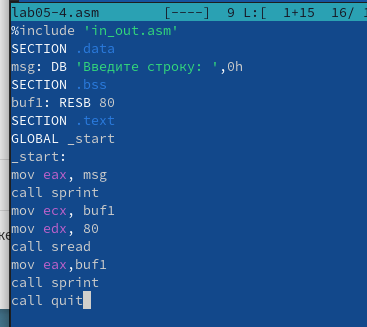 lab05-4.asm [----] 9 L:[ 1+15 16/
%include 'in_out.asm'
SECTION .data
msg: DB 'Введите строку: ',0h
SECTION .bss
buf1: RESB 80
SECTION .text
GLOBAL _start
_start:
mov eax, msg
call sprint
mov ecx, buf1
mov edx, 80
call sread
mov eax,buf1
call sprint
call quit